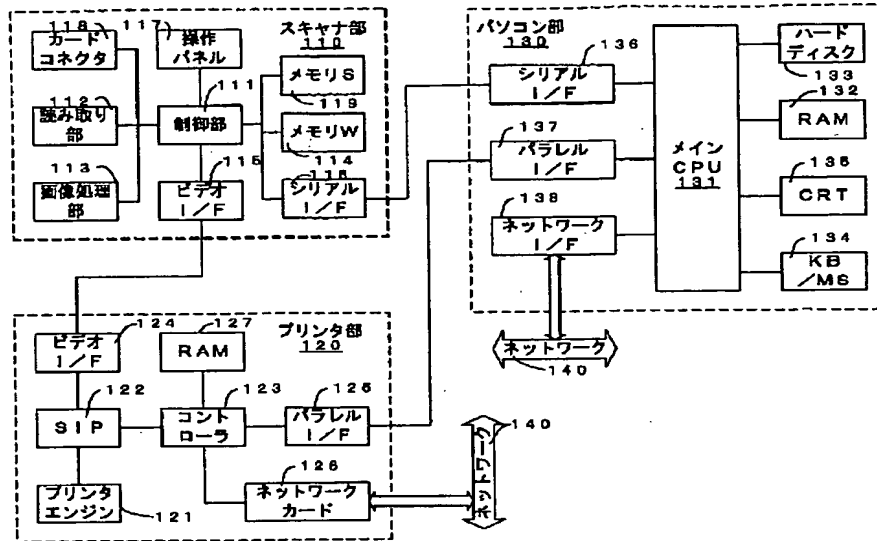 スキャナ部
110
118
カード
コネクタ
117
操作
パネル
111
制御部
メモリS
119
112
読み取り
部
メモリW
114
113
画像処理
部
115
ビデオ
I/F
116
シリアル
I/F
パソコン部
130
136
シリアル
I/F
137
パラレル
I/F
138
ネットワーク
I/F
メイン
CPU
131
ハード
ディスク
133
132
RAM
135
CRT
134
KB
/MS
ネットワーク
140
プリンタ部
120
124
ビデオ
I/F
127
RAM
122
SIP
123
コント
ローラ
125
パラレル
I/F
126
ネットワーク
カード
プリンタ
エンジン
121
ネットワーク
140